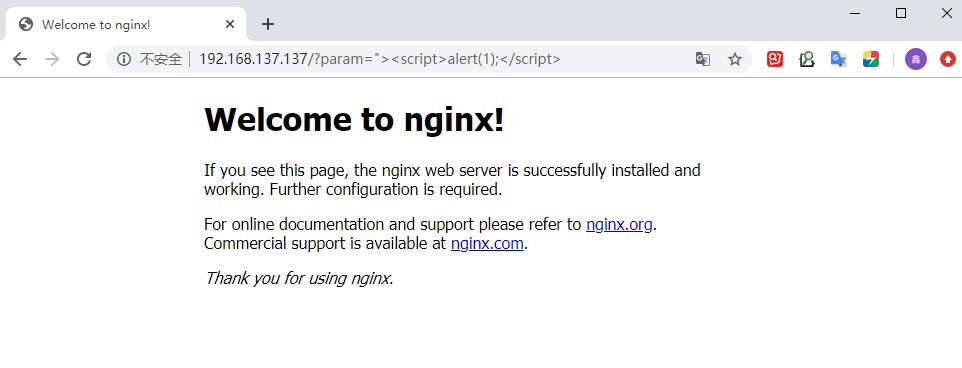 Welcome to nginx!
不安全 192.168.137.137/?param="><script>alert(1);</script>
鑫
Welcome to nginx!
If you see this page, the nginx web server is successfully installed and
working. Further configuration is required.
For online documentation and support please refer to nginx.org.
Commercial support is available at nginx.com.
Thank you for using nginx.